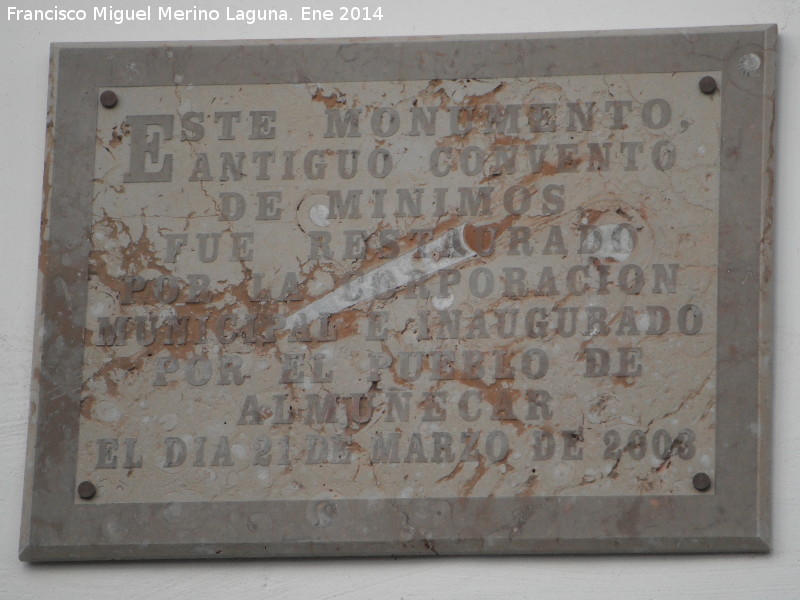 Francisco Miguel Merino Laguna. Ene 2014
ESTE MONUMENTO,
ANTIGUO CONVENTO
DE MINIMOS
FUE RESTAURADO
POR LA CORPORACION
MUNICIPAL E INAUGURADO
POR EL PUEBLO DE
ALMUÑECAR
EL DIA 21 DE MARZO DE 2003